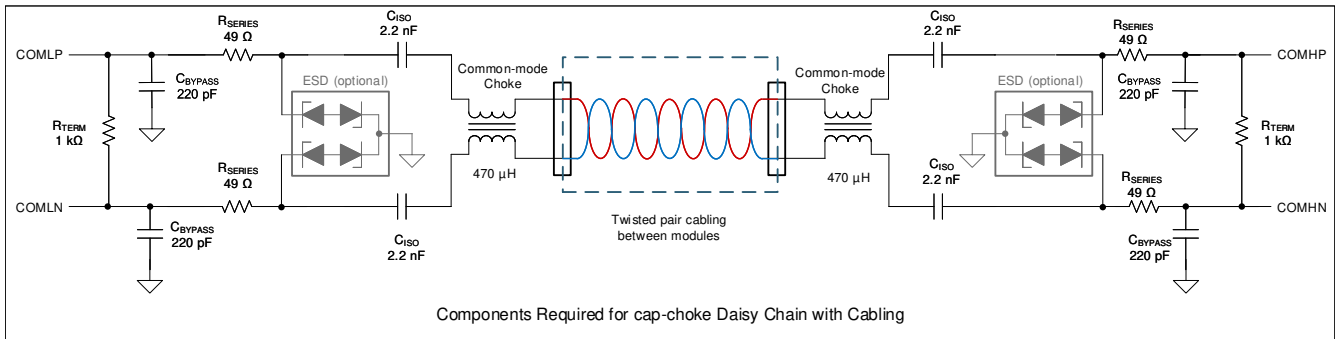 CISO
2.2 nF
RSERIES
49 Ω
COMLP
CBYPASS
220 pF
ESD (optional)
Common-mode
Choke
RTERM
1 kΩ
RSERIES
49 Ω
470 µH
COMLN
CBYPASS
220 pF
CISO
2.2 nF
Twisted pair cabling
between modules
CISO
2.2 nF
RSERIES
49 Ω
COMHP
Common-mode
Choke
ESD (optional)
CBYPASS
220 pF
RTERM
1 kΩ
CISO
2.2 nF
470 µH
RSERIES
49 Ω
COMHN
CBYPASS
220 pF
Components Required for cap-choke Daisy Chain with Cabling